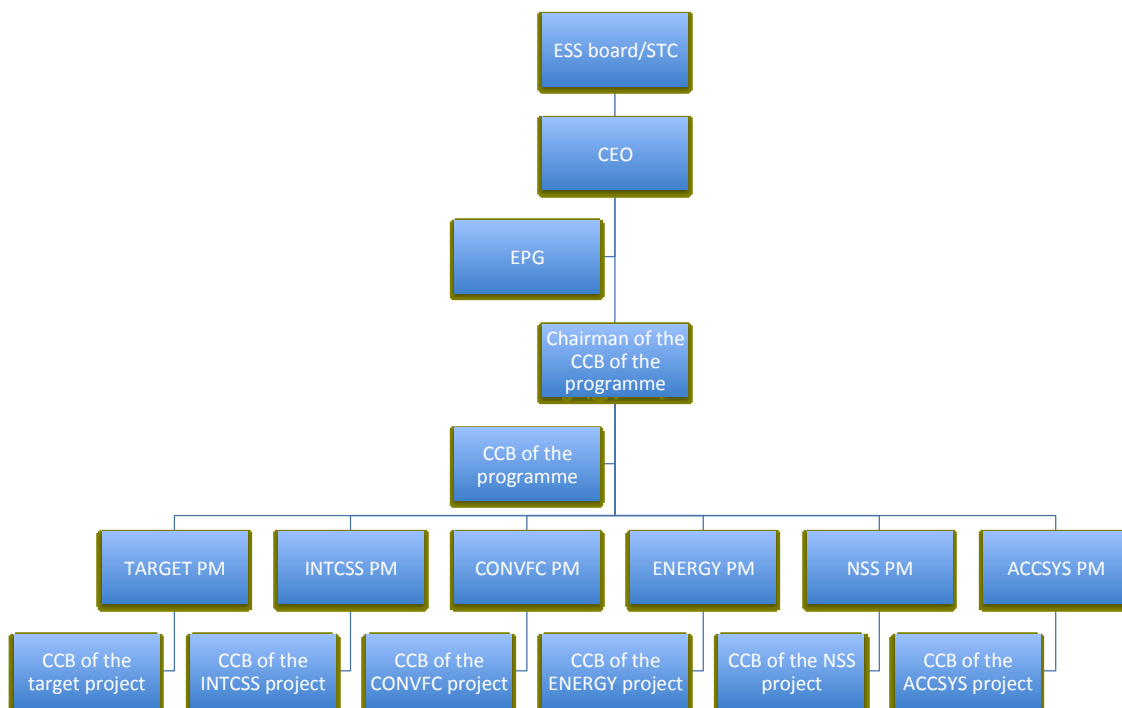 ESS board/STC
CEO
EPG
Chairman of the
CCB of the
programme
CCB of the
programme
TARGET PM
INTCSS PM
CONVFC PM
ENERGY PM
NSS PM
ACCSYS PM
CCB of the
target project
CCB of the
INTCSS project
CCB of the
CONVFC project
CCB of the
ENERGY project
CCB of the NSS
project
CCB of the
ACCSYS project